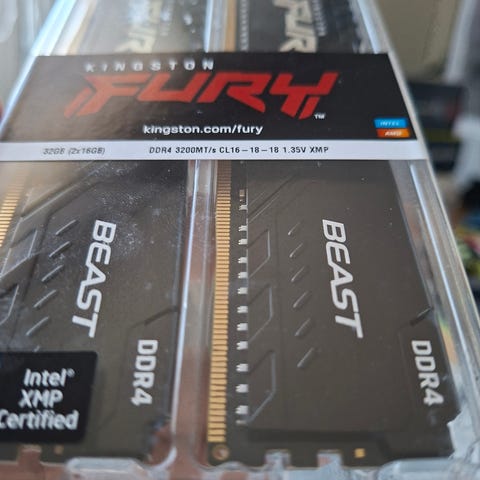 KINGSTON
FURY™
kingston.com/fury
INTEL
AMD
32GB (2x16GB) DDR4 3200MT/s CL16-18-18 1.35V XMP
BEAST
DDR4
BEAST
DDR4
Intel®
XMP
Certified